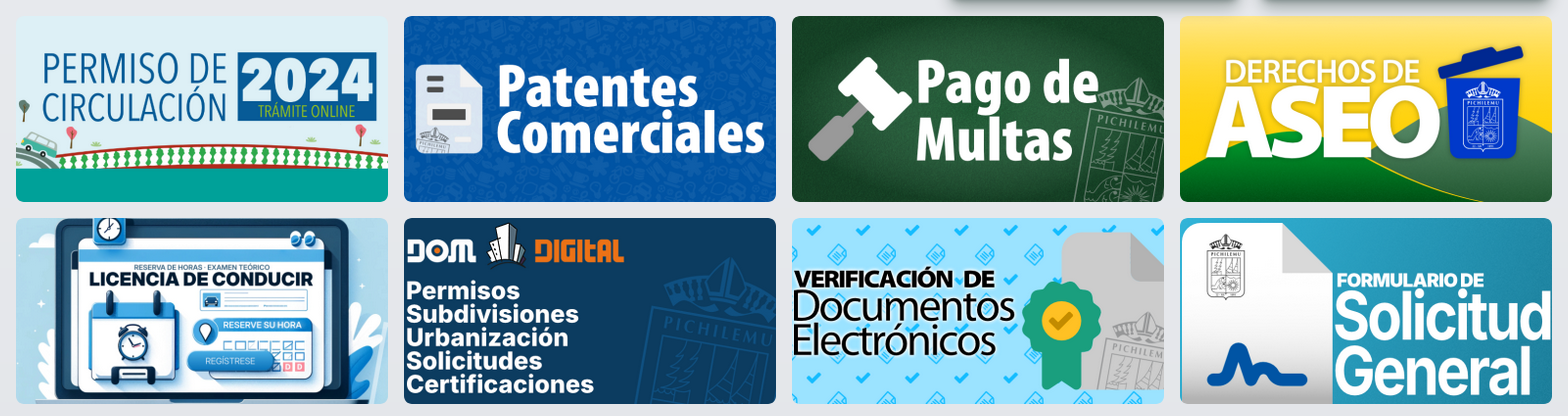 PERMISO DE
CIRCULACIÓN
2024
TRÁMITE ONLINE
Patentes
Comerciales
Pago de
Multas
PICHILEMU
DERECHOS DE
ASEO
PICHILEMU
RESERVA DE HORAS - EXAMEN TEÓRICO
LICENCIA DE CONDUCIR
RESERVE SU HORA
REGÍSTRESE
DOM DIGITAL
Permisos
Subdivisiones
Urbanización
Solicitudes
Certificaciones
PICHILEMU
VERIFICACIÓN DE
Documentos
Electrónicos
PICHILEMU
PICHILEMU
FORMULARIO DE
Solicitud
General